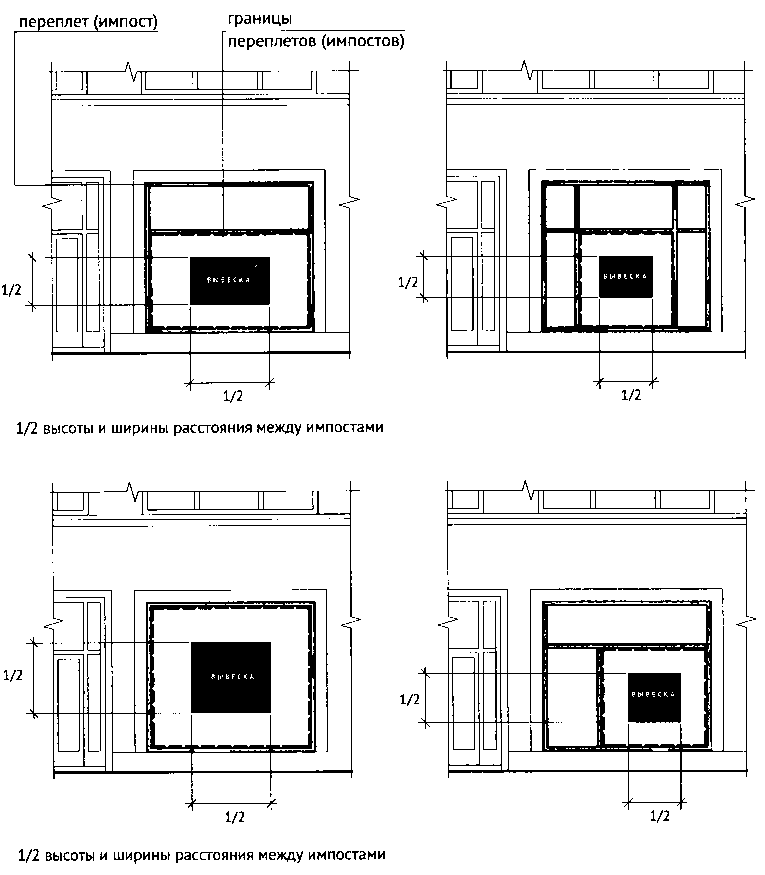 переплет (импост)
границы
переплетов (импостов)
ВЫВЕСКА
1/2
1/2
ВЫВЕСКА
1/2
1/2
1/2 высоты и ширины расстояния между импостами
ВЫВЕСКА
1/2
1/2
ВЫВЕСКА
1/2
1/2
1/2 высоты и ширины расстояния между импостами